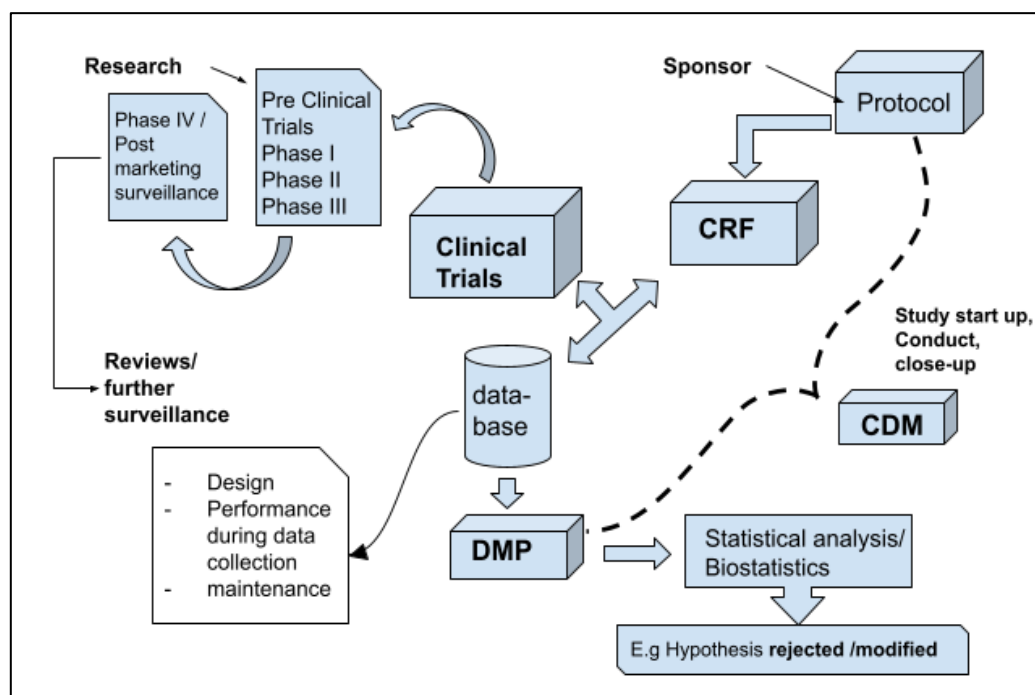 Research
Pre Clinical
Trials
Phase I
Phase II
Phase III
Phase IV /
Post
marketing
surveillance
Reviews/
further
surveillance
Clinical
Trials
Sponsor
Protocol
CRF
Study start up,
Conduct,
close-up
CDM
data-
base
- Design
- Performance
during data
collection
- maintenance
DMP
Statistical analysis/
Biostatistics
E.g Hypothesis rejected /modified